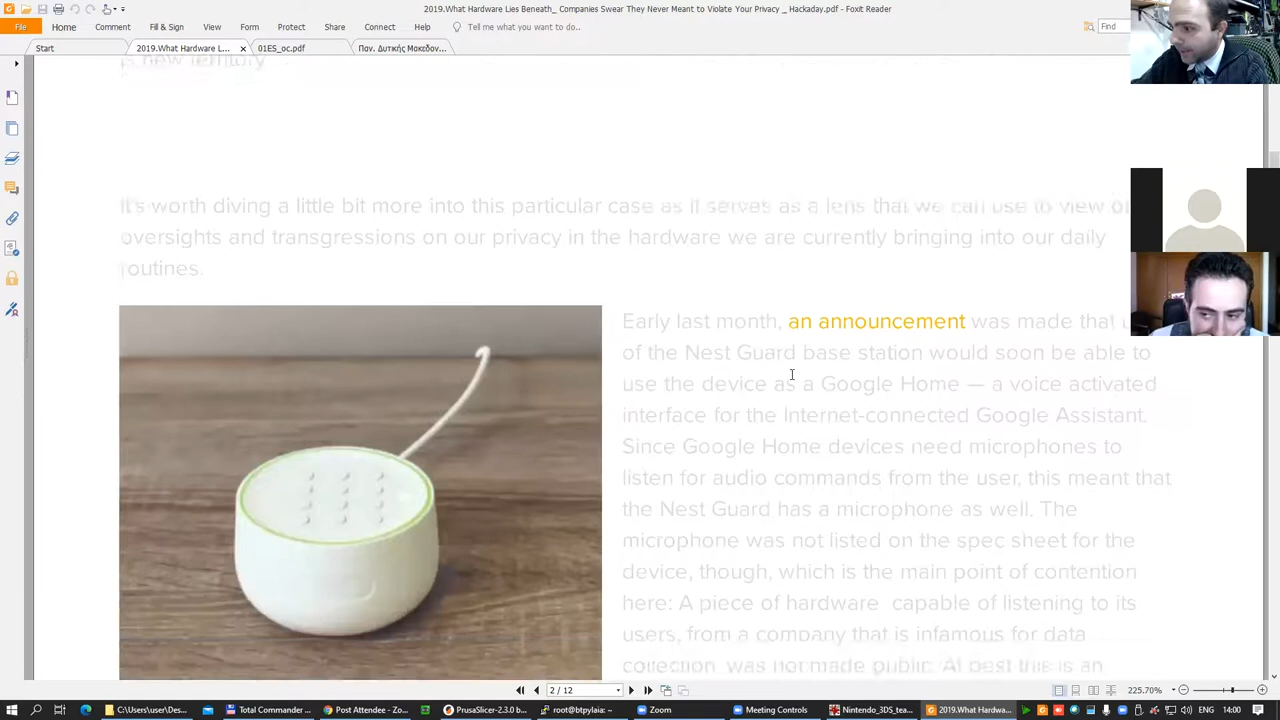 2019.What Hardware Lies Beneath_ Companies Swear They Never Meant to Violate Your Privacy _ Hackaday.pdf - Foxit Reader
File Home Comment Fill & Sign View Form Protect Share Connect Help Tell me what you want to do.. Find
Start 2019.What Hardware L... 01ES_oc.pdf Παν. Δυτικής Μακεδον...
is new territory
It's worth diving a little bit more into this particular case as it serves as a lens that we can use to view
oversights and transgressions on our privacy in the hardware we are currently bringing into our daily
routines.
Early last month, an announcement was made that
of the Nest Guard base station would soon be able to
use the device as a Google Home — a voice activated
interface for the Internet-connected Google Assistant.
Since Google Home devices need microphones to
listen for audio commands from the user, this meant that
the Nest Guard has a microphone as well. The
microphone was not listed on the spec sheet for the
device, though, which is the main point of contention
here: A piece of hardware capable of listening to its
users, from a company that is infamous for data
collection was not made public. At best this is an
2 / 12 225.70%
C:\users\user\Des... Total Commander ... Post Attendee - Zo... PrusaSlicer-2.3.0 b... root@btpylaia: ~ Zoom Meeting Controls Nintendo_3DS_tea... 2019.What Hardwa... ENG 14:00